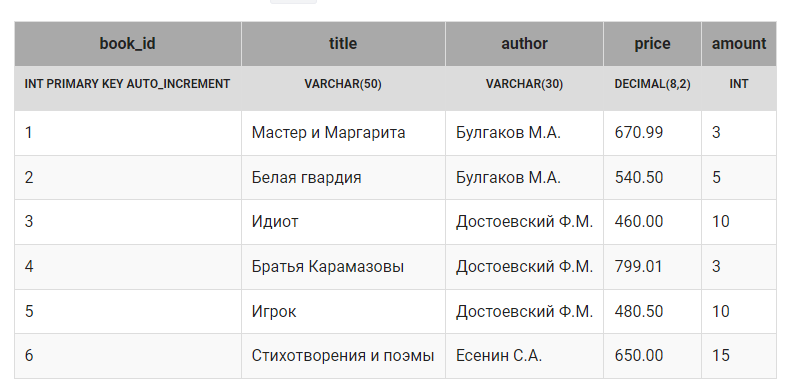 book_id title author price amount
INT PRIMARY KEY AUTO_INCREMENT VARCHAR(50) VARCHAR(30) DECIMAL(8,2) INT
1 Мастер и Маргарита Булгаков М.А. 670.99 3
2 Белая гвардия Булгаков М.А. 540.50 5
3 Идиот Достоевский Ф.М. 460.00 10
4 Братья Карамазовы Достоевский Ф.М. 799.01 3
5 Игрок Достоевский Ф.М. 480.50 10
6 Стихотворения и поэмы Есенин С.А. 650.00 15